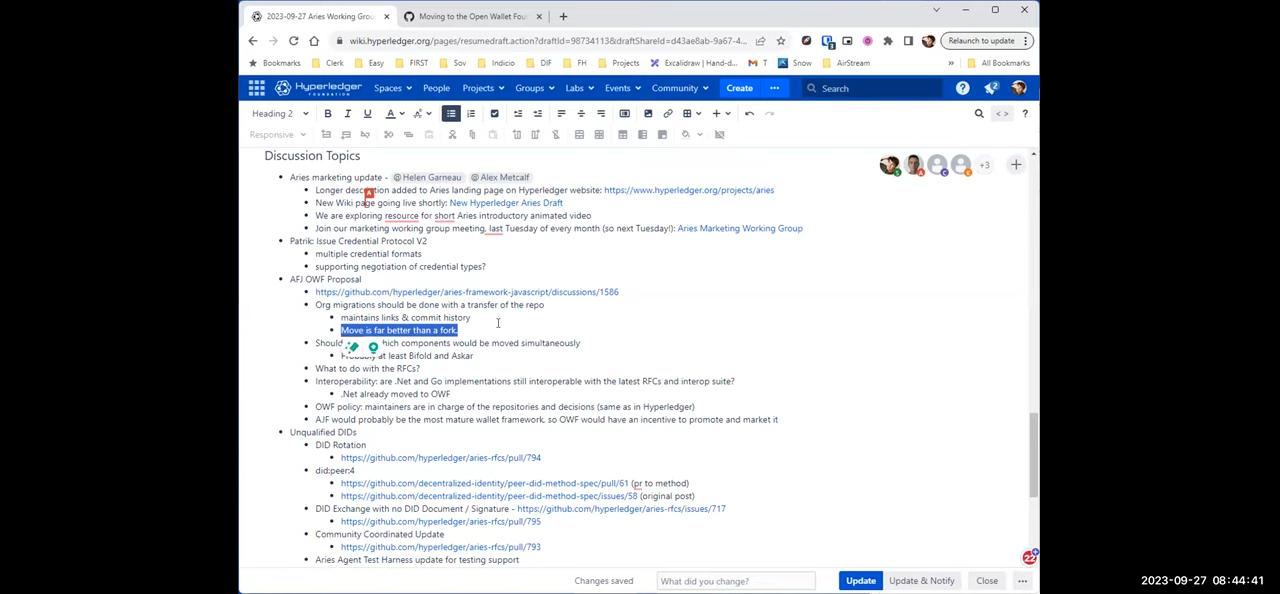 2023-09-27 Aries Working Grou
Moving to the Open Wallet Fou
wiki.hyperledger.org/pages/resumedraft.action?draftId=98734113&draftShareId=d43ae8ab-9a67-4...
Relaunch to update
Bookmarks
Clerk
Easy
FIRST
Sov
Indicio
DIF
FH
Projects
Excalidraw | Hand-d...
T
Snow
AirStream
»
All Bookmarks
HYPERLEDGER FOUNDATION
Spaces
People
Projects
Groups
Labs
Events
Community
Create
Search
Heading 2
B I U A
Responsive
Discussion Topics
+3
Aries marketing update - @Helen Garneau @Alex Metcalf
Longer description added to Aries landing page on Hyperledger website: https://www.hyperledger.org/projects/aries
New Wiki page going live shortly: New Hyperledger Aries Draft
We are exploring resource for short Aries introductory animated video
Join our marketing working group meeting, last Tuesday of every month (so next Tuesday!): Aries Marketing Working Group
Patrik: Issue Credential Protocol V2
multiple credential formats
supporting negotiation of credential types?
AFJ OWF Proposal
https://github.com/hyperledger/aries-framework-javascript/discussions/1586
Org migrations should be done with a transfer of the repo
maintains links & commit history
Move is far better than a fork.
Should which components would be moved simultaneously
Probably at least Bifold and Askar
What to do with the RFCs?
Interoperability: are .Net and Go implementations still interoperable with the latest RFCs and interop suite?
.Net already moved to OWF
OWF policy: maintainers are in charge of the repositories and decisions (same as in Hyperledger)
AJF would probably be the most mature wallet framework, so OWF would have an incentive to promote and market it
Unqualified DIDs
DID Rotation
https://github.com/hyperledger/aries-rfcs/pull/794
did:peer:4
https://github.com/decentralized-identity/peer-did-method-spec/pull/61 (pr to method)
https://github.com/decentralized-identity/peer-did-method-spec/issues/58 (original post)
DID Exchange with no DID Document / Signature - https://github.com/hyperledger/aries-rfcs/issues/717
https://github.com/hyperledger/aries-rfcs/pull/795
Community Coordinated Update
https://github.com/hyperledger/aries-rfcs/pull/793
Aries Agent Test Harness update for testing support
22
Changes saved
What did you change?
Update
Update & Notify
Close
2023-09-27 08:44:41